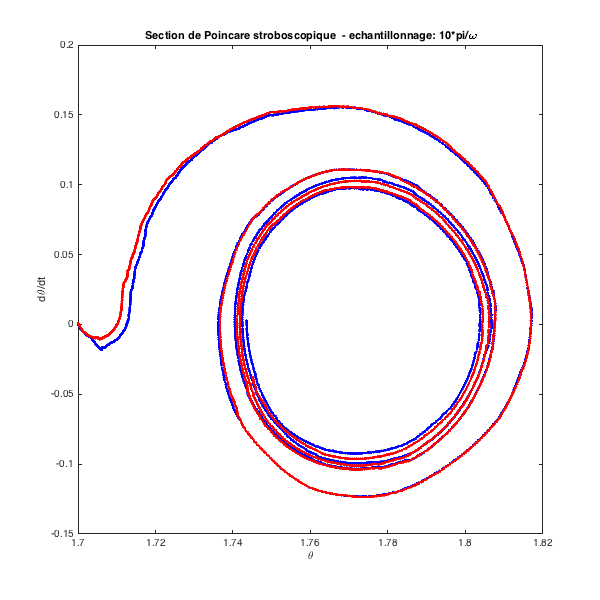 Section de Poincare stroboscopique - echantillonnage: 10*pi/ω
dθ/dt
0.2
0.15
0.1
0.05
0
-0.05
-0.1
-0.15
1.7 1.72 1.74 1.76 1.78 1.8 1.82
θ